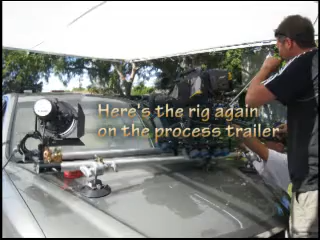 Here's the rig again
on the process trailer